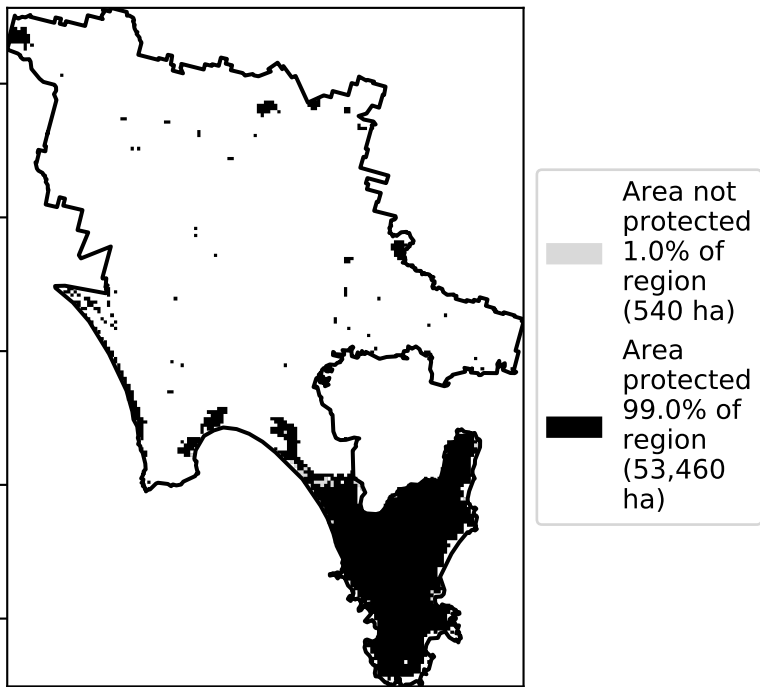 Area not
protected
1.0% of
region
(540 ha)
Area
protected
99.0% of
region
(53,460
ha)